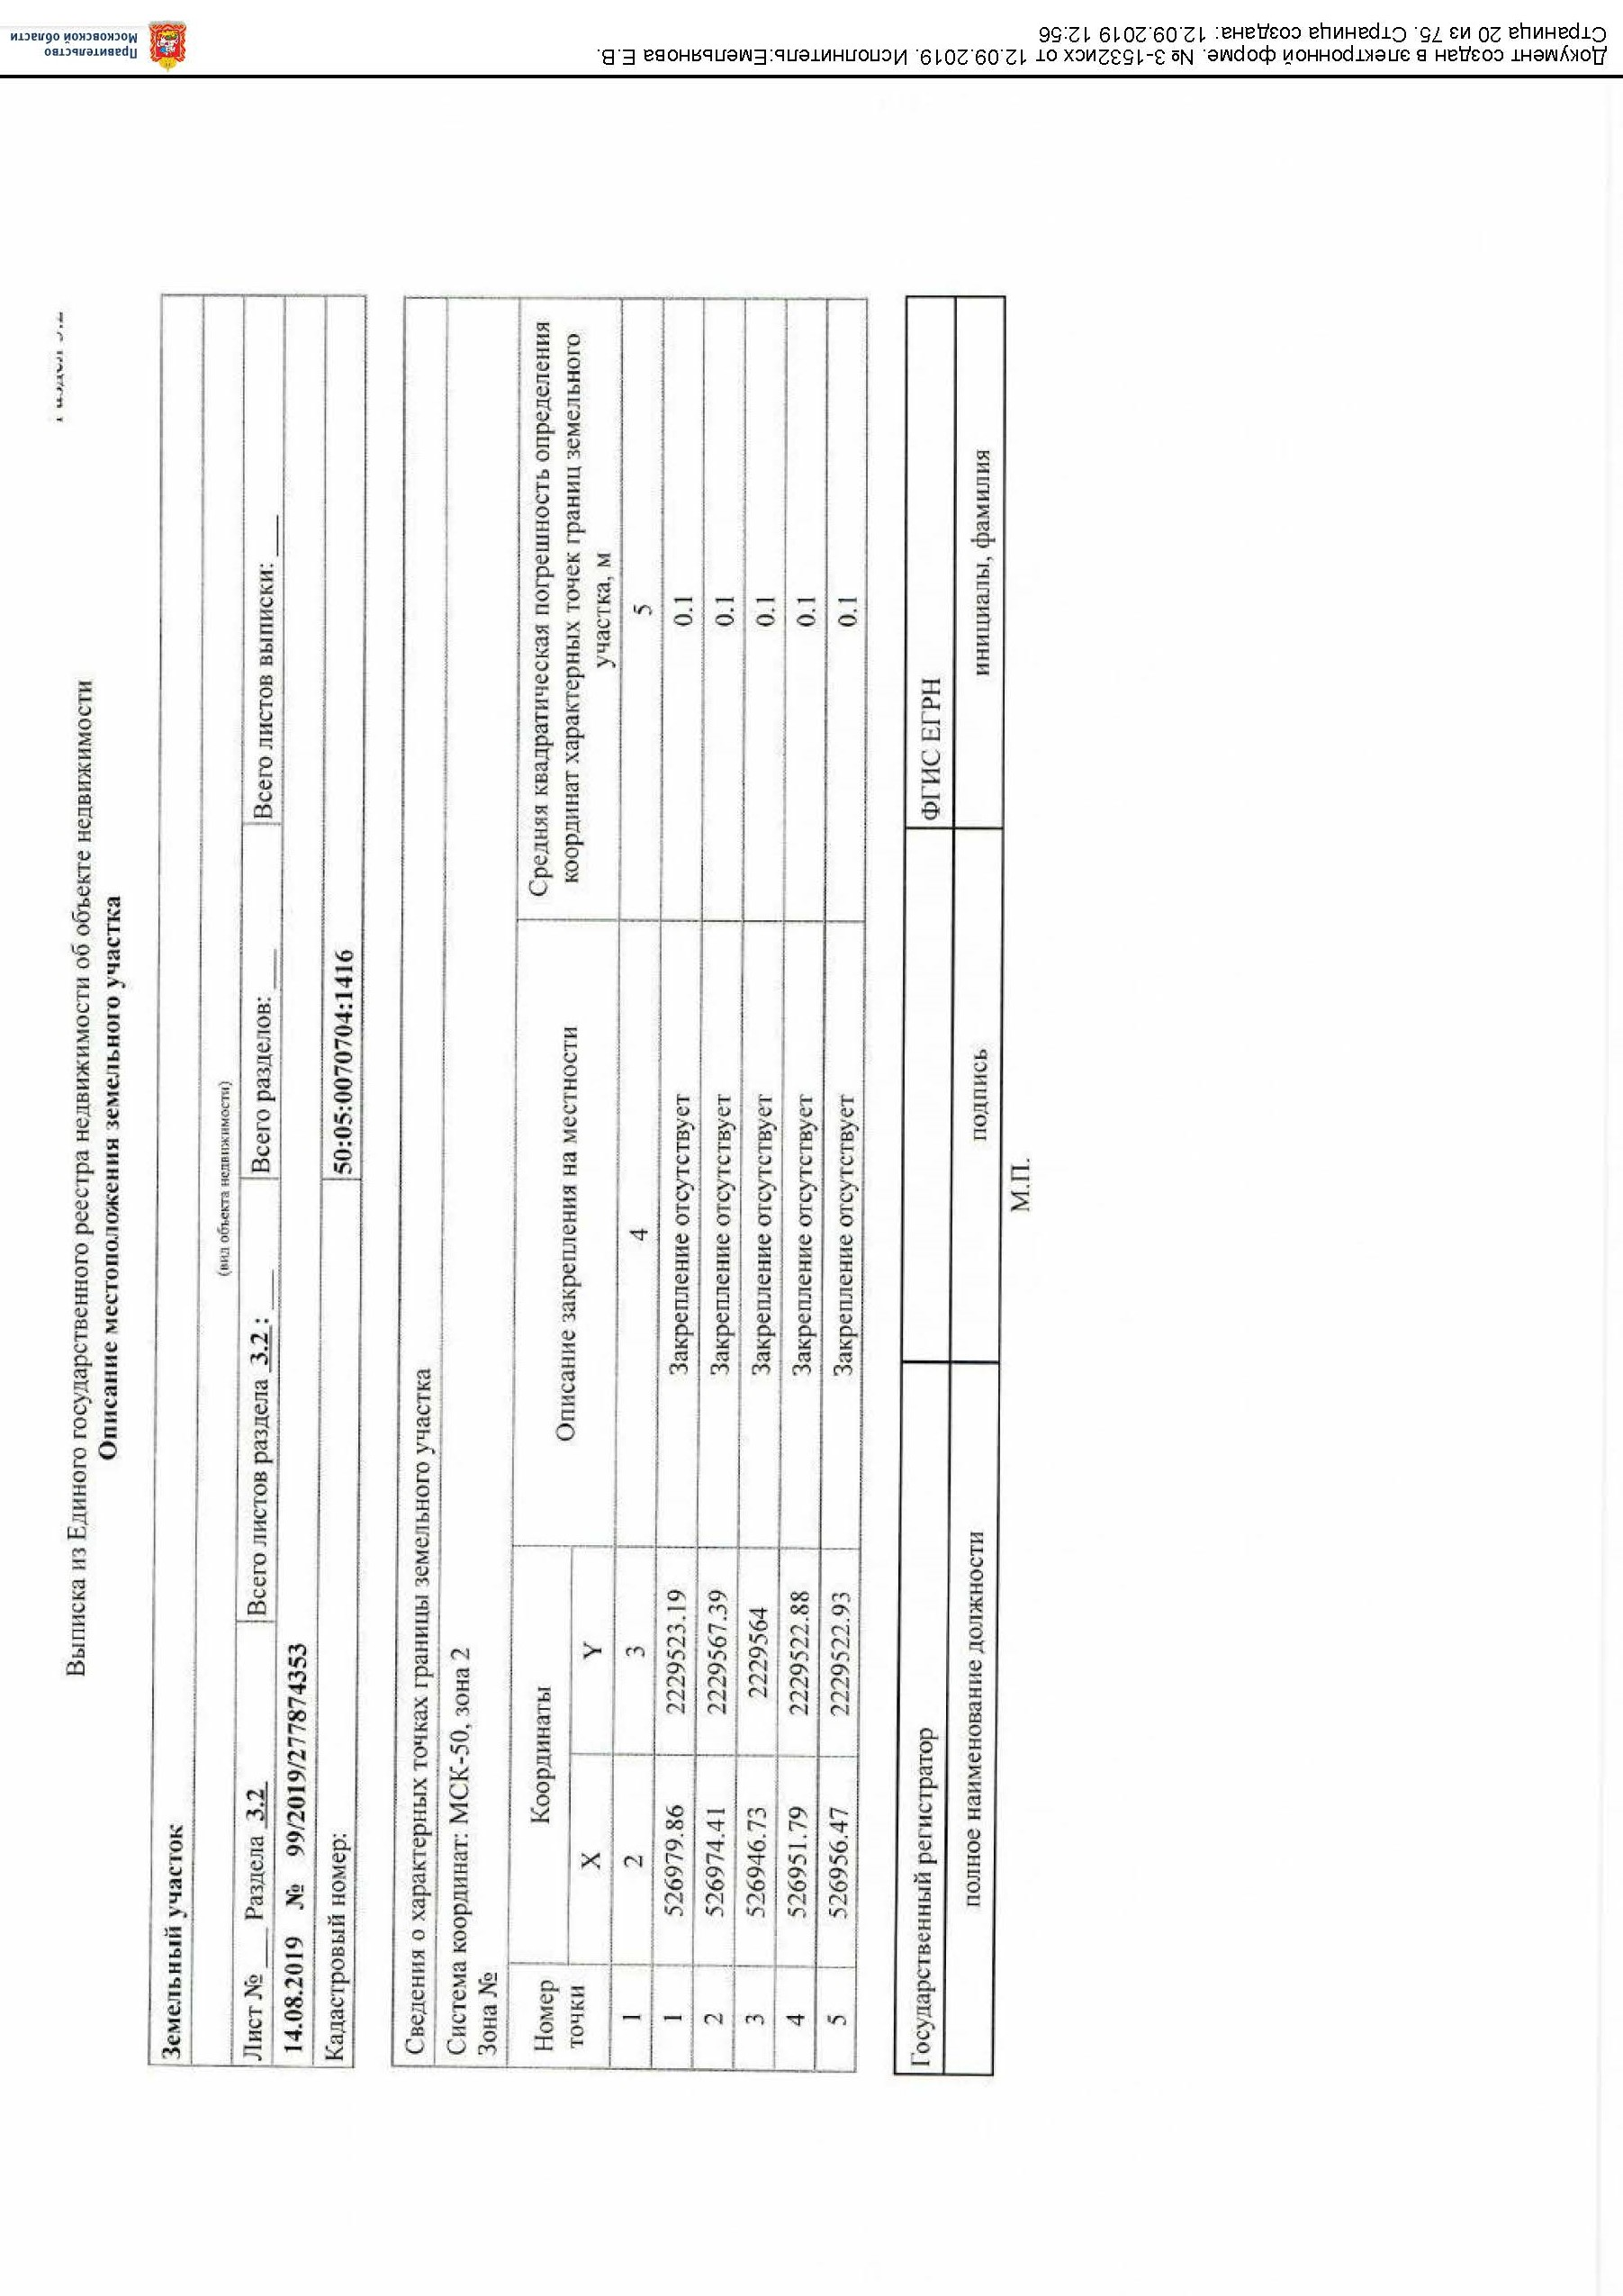 Документ создан в электронной форме. № 3-1532исх от 12.09.2019. Исполнитель:Емельянова Е.В.
Страница 20 из 75. Страница создана: 12.09.2019 12:56
Правительство
Московской области
Выписка из Единого государственного реестра недвижимости об объекте недвижимости
Описание местоположения земельного участка
Земельный участок
(вид объекта недвижимости)
Лист № ___ Раздела 3.2 Всего листов раздела 3.2 : ___ Всего разделов: ___ Всего листов выписки: ___
14.08.2019 № 99/2019/277874353
Кадастровый номер: 50:05:0070704:1416
Сведения о характерных точках границы земельного участка
Система координат: МСК-50, зона 2
Зона №
Номер точки Координаты Описание закрепления на местности Средняя квадратическая погрешность определения
координат характерных точек границ земельного
участка, м
X Y
1 2 3 4 5
1 526979.86 2229523.19 Закрепление отсутствует 0.1
2 526974.41 2229567.39 Закрепление отсутствует 0.1
3 526946.73 2229564 Закрепление отсутствует 0.1
4 526951.79 2229522.88 Закрепление отсутствует 0.1
5 526956.47 2229522.93 Закрепление отсутствует 0.1
Государственный регистратор ФГИС ЕГРН
полное наименование должности подпись инициалы, фамилия
М.П.